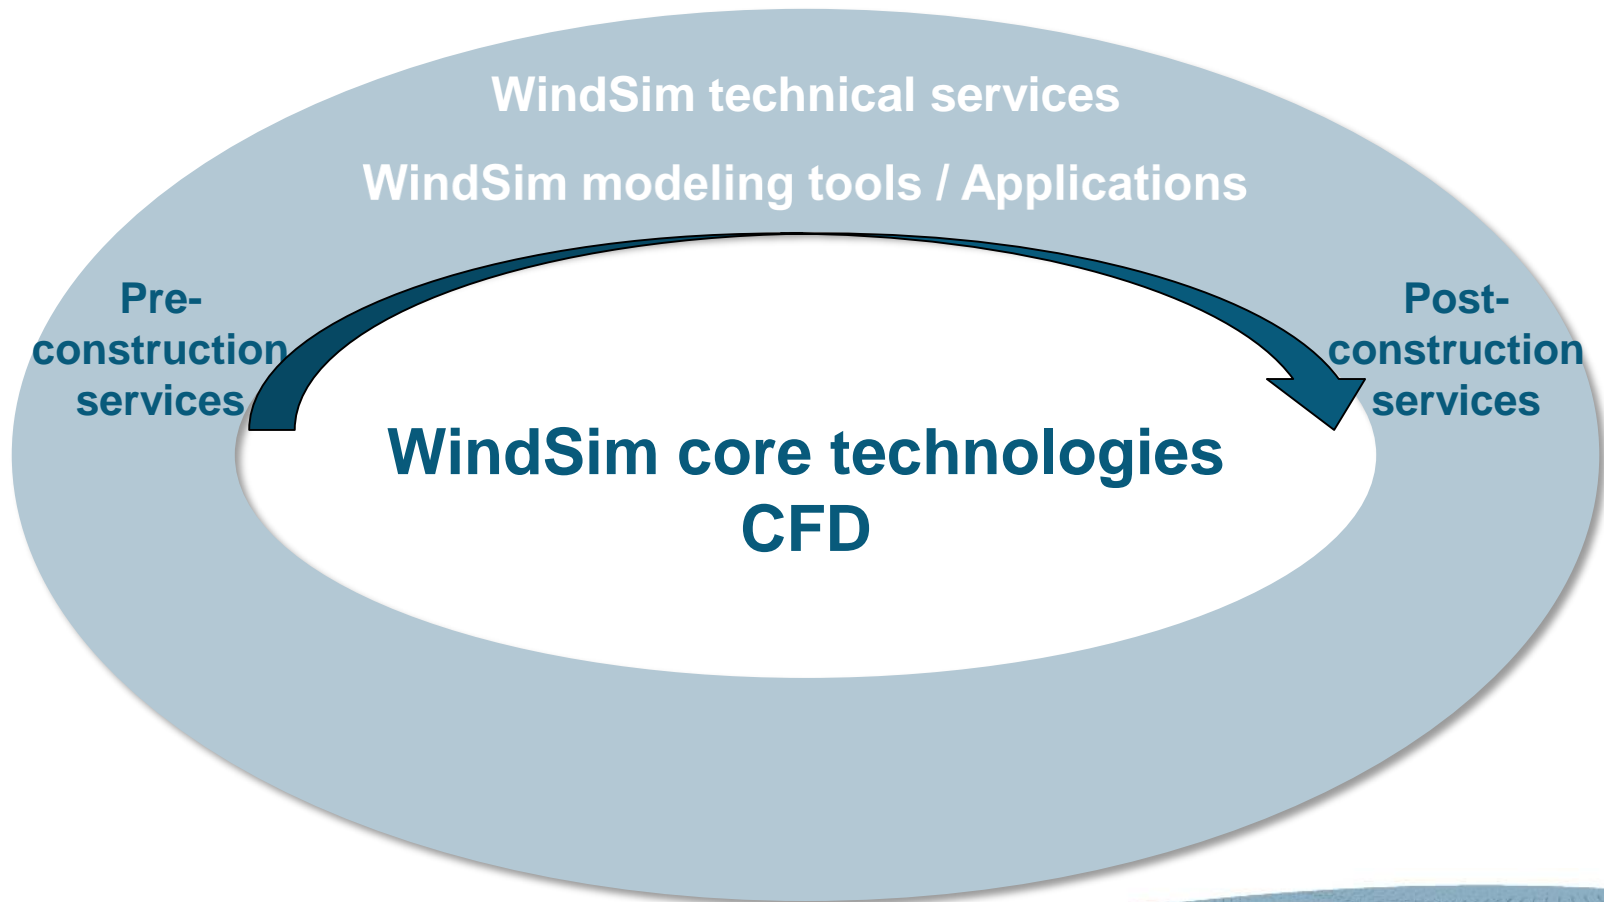 WindSim technical services
WindSim modeling tools / Applications
Pre-
construction
services
Post-
construction
services
WindSim core technologies
CFD